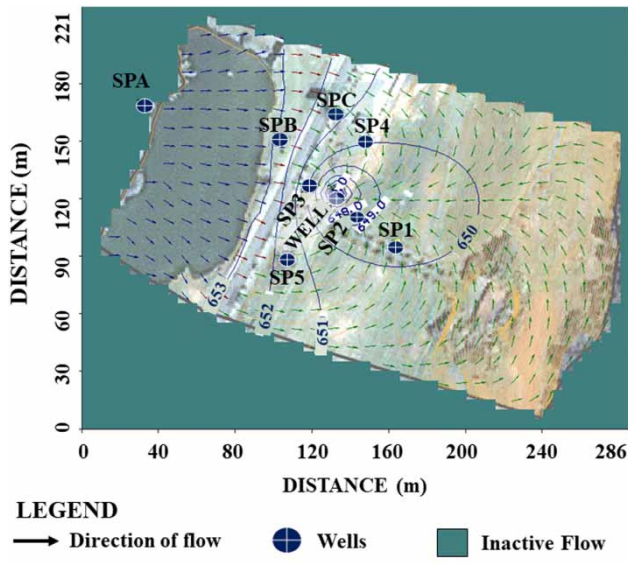 221
180
150
120
90
60
30
0
DISTANCE (m)
SPA
SPB
SPC
SP4
SP3
WELL
SP2
SP1
SP5
649.0
650
653
652
651
0 40 80 120 160 200 240 286
DISTANCE (m)
LEGEND
Direction of flow
Wells
Inactive Flow